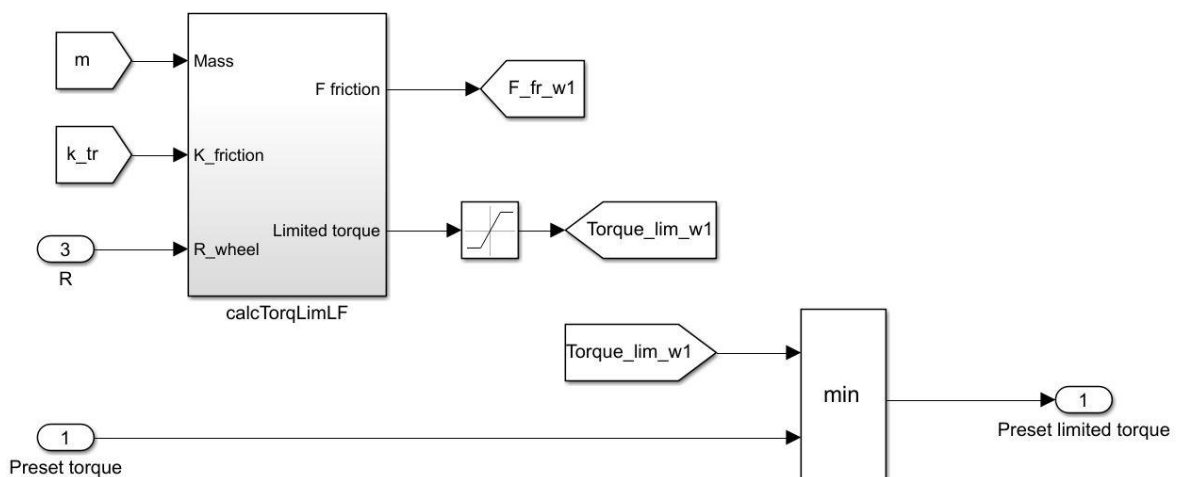 m
Mass
F friction
F_fr_w1
k_tr
K_friction
Limited torque
Torque_lim_w1
3
R_wheel
R
calcTorqLimLF
Torque_lim_w1
min
1
Preset limited torque
1
Preset torque